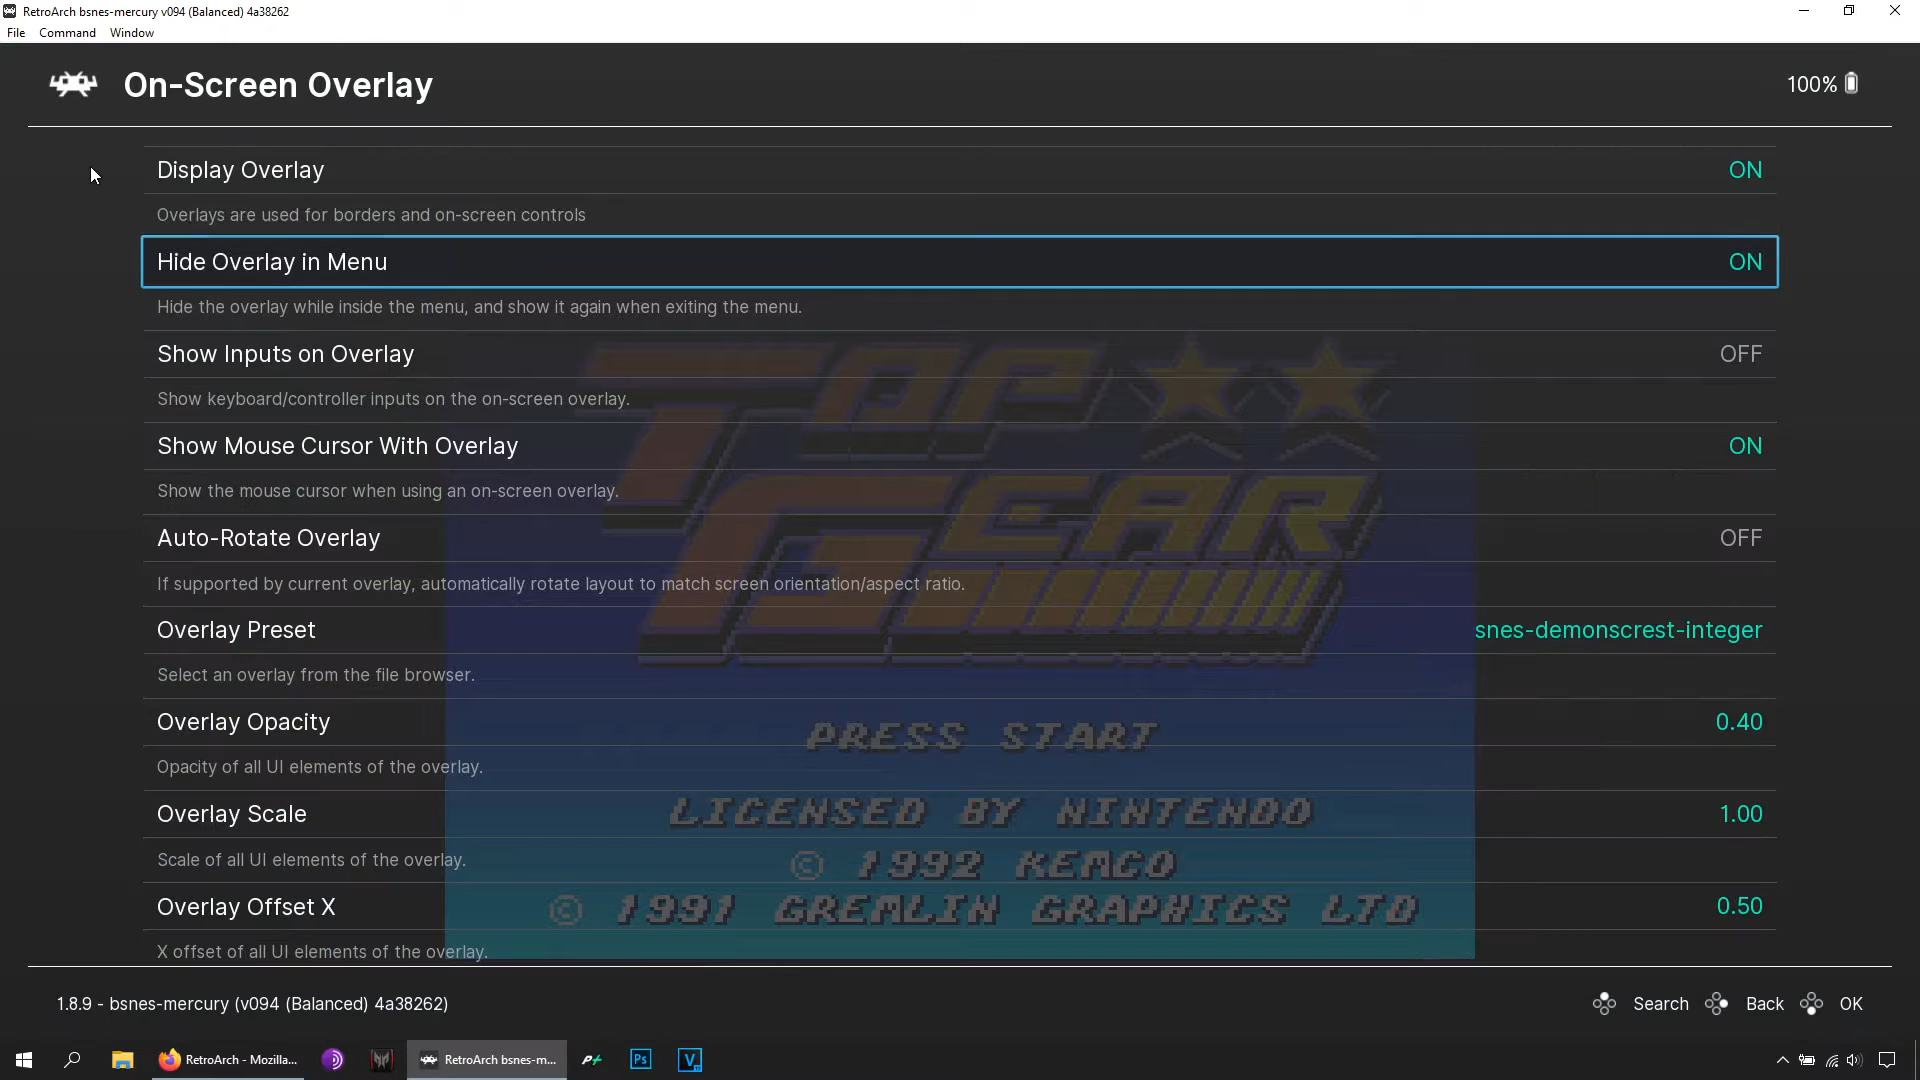 RetroArch bsnes-mercury v094 (Balanced) 4a38262
File Command Window
On-Screen Overlay
100%
Display Overlay ON
Overlays are used for borders and on-screen controls
Hide Overlay in Menu ON
Hide the overlay while inside the menu, and show it again when exiting the menu.
Show Inputs on Overlay OFF
Show keyboard/controller inputs on the on-screen overlay.
Show Mouse Cursor With Overlay ON
Show the mouse cursor when using an on-screen overlay.
Auto-Rotate Overlay OFF
If supported by current overlay, automatically rotate layout to match screen orientation/aspect ratio.
Overlay Preset snes-demonscrest-integer
Select an overlay from the file browser.
Overlay Opacity 0.40
Opacity of all UI elements of the overlay.
Overlay Scale 1.00
Scale of all UI elements of the overlay.
Overlay Offset X 0.50
X offset of all UI elements of the overlay.
TOP
GEAR
PRESS START
LICENSED BY NINTENDO
© 1992 KEMCO
© 1991 GREMLIN GRAPHICS LTD
1.8.9 - bsnes-mercury (v094 (Balanced) 4a38262)
Search Back OK
RetroArch - Mozilla... RetroArch bsnes-m... Ps V